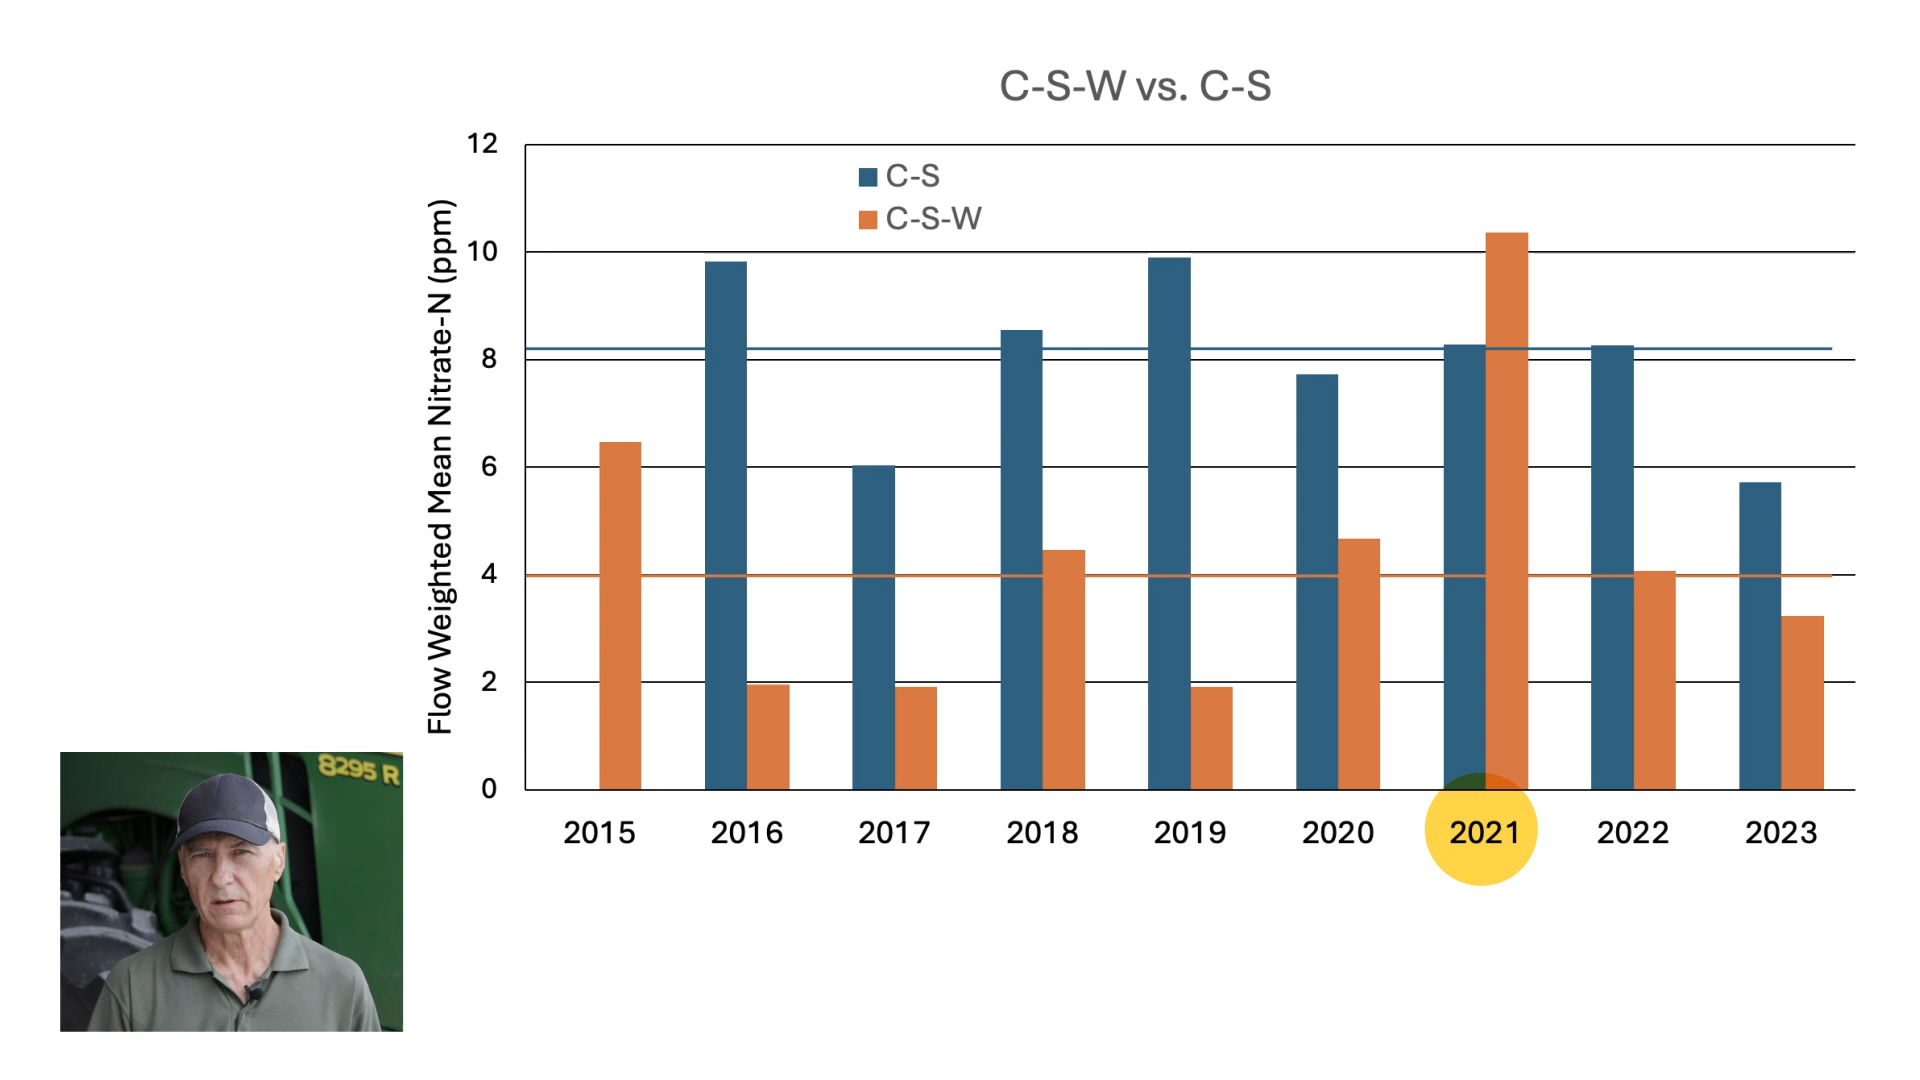 C-S-W vs. C-S
Flow Weighted Mean Nitrate-N (ppm)
12
10
8
6
4
2
0
C-S
C-S-W
2015 2016 2017 2018 2019 2020 2021 2022 2023
8295 R